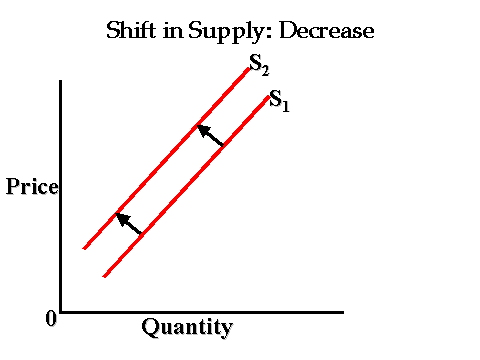 Shift in Supply: Decrease
S2
S1
Price
0
Quantity